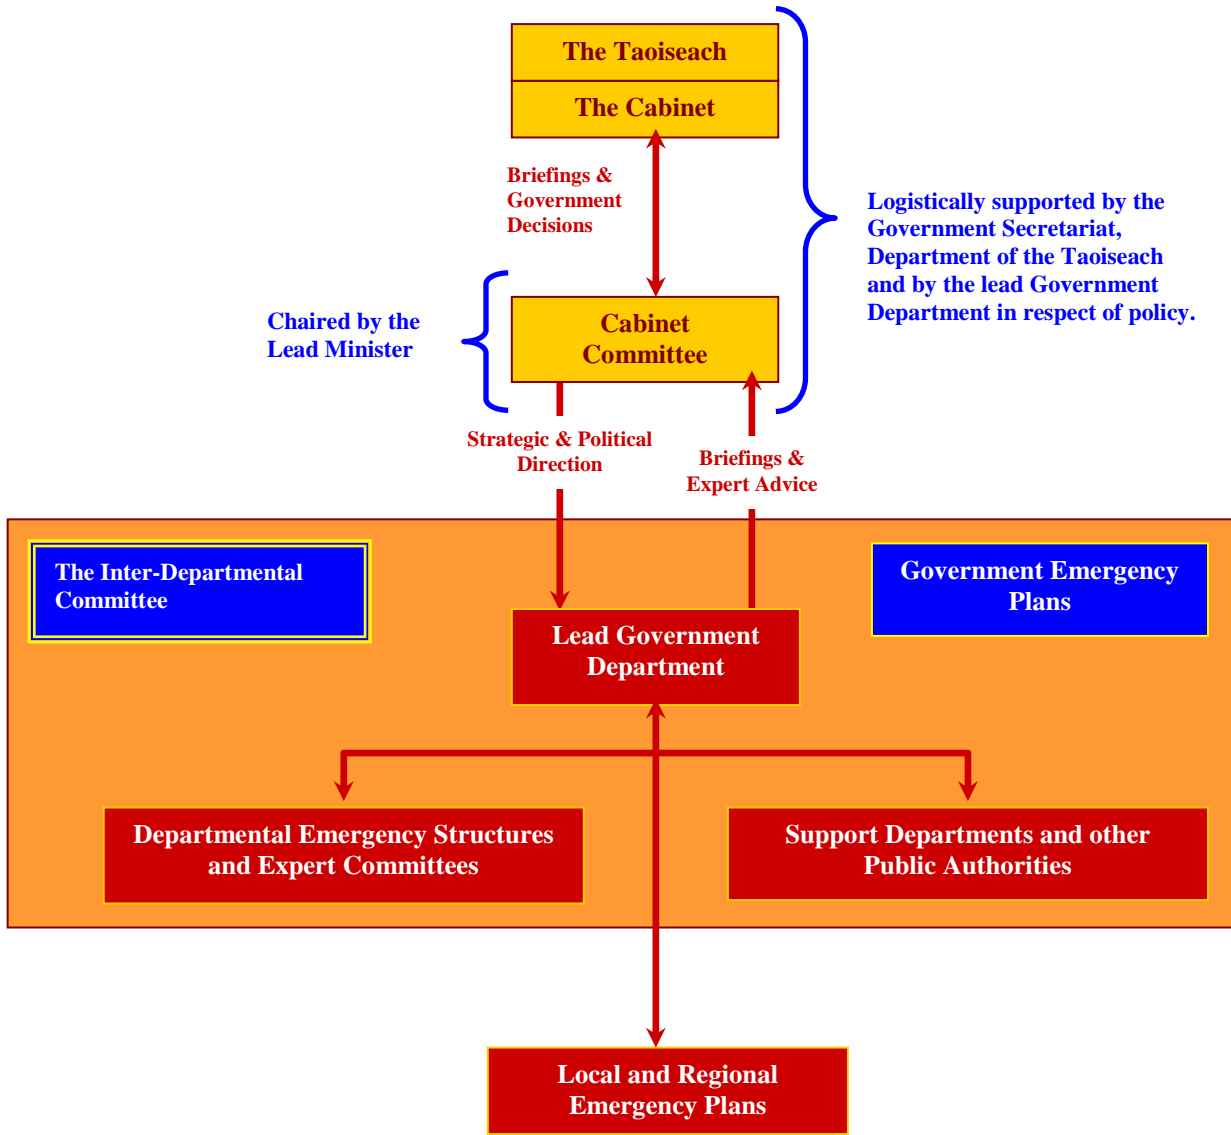 The Taoiseach
The Cabinet
Briefings &
Government
Decisions
Logistically supported by the
Government Secretariat,
Department of the Taoiseach
and by the lead Government
Department in respect of policy.
Chaired by the
Lead Minister
Cabinet
Committee
Strategic & Political
Direction
Briefings &
Expert Advice
The Inter-Departmental
Committee
Government Emergency
Plans
Lead Government
Department
Departmental Emergency Structures
and Expert Committees
Support Departments and other
Public Authorities
Local and Regional
Emergency Plans